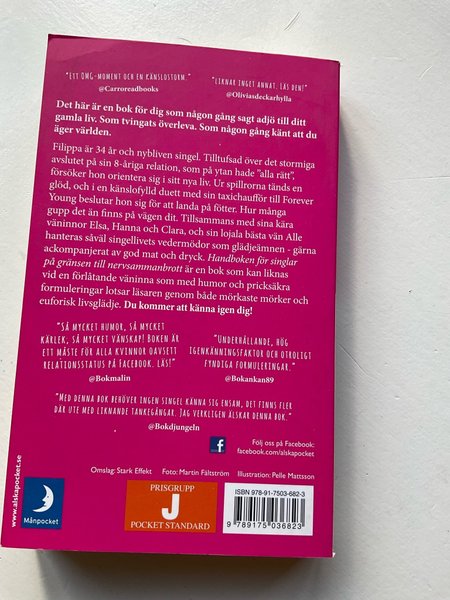 "Ett OMG-moment och en känslostorm."
@Carroreadbooks
"Liknar inget annat, läs den!"
@Oliviasdeckarhylla
Det här är en bok för dig som någon gång sagt adjö till ditt
gamla liv. Som tvingats överleva. Som någon gång känt att du
äger världen.
Filippa är 34 år och nybliven singel. Tilltufsad över det stormiga
avslutet på sin 8-åriga relation, som på ytan hade "alla rätt",
försöker hon orientera sig i sitt nya liv. Ur spillrorna tänds en
glöd, och i en känslofylld duett med sin taxichaufför till Forever
Young beslutar hon sig för att landa på fötter. Hur många
gupp det än finns på vägen dit. Tillsammans med sina kära
väninnor Elsa, Hanna och Clara, och sin lojala bästa vän Alle
hanteras såväl singellivets vedermödor som glädjeämnen - gärna
ackompanjerat av god mat och dryck. Handboken för singlar
på gränsen till nervsammanbrott är en bok som kan liknas
vid en förlåtande väninna som med humor och pricksäkra
formuleringar lotsar läsaren genom både mörkaste mörker och
euforisk livsglädje. Du kommer att känna igen dig!
"Så mycket humor, så mycket
kärlek, så mycket vänskap! Boken är
ett måste för alla kvinnor oavsett
relationsstatus på Facebook. Läs!"
@Bokmalin
"Underhållande, hög
igenkänningsfaktor och otroligt
fyndiga formuleringar."
@Bokankan89
"Med denna bok behöver ingen singel känna sig ensam, det finns fler
där ute med liknande tankegångar. Jag verkligen älskar denna bok."
@Bokdjungeln
f
Följ oss på Facebook:
facebook.com/alskapocket
Omslag: Stark Effekt Foto: Martin Fältström Illustration: Pelle Mattsson
www.alskapocket.se
Månpocket
PRISGRUPP
J
POCKET STANDARD
ISBN 978-91-7503-682-3
9 789175 036823